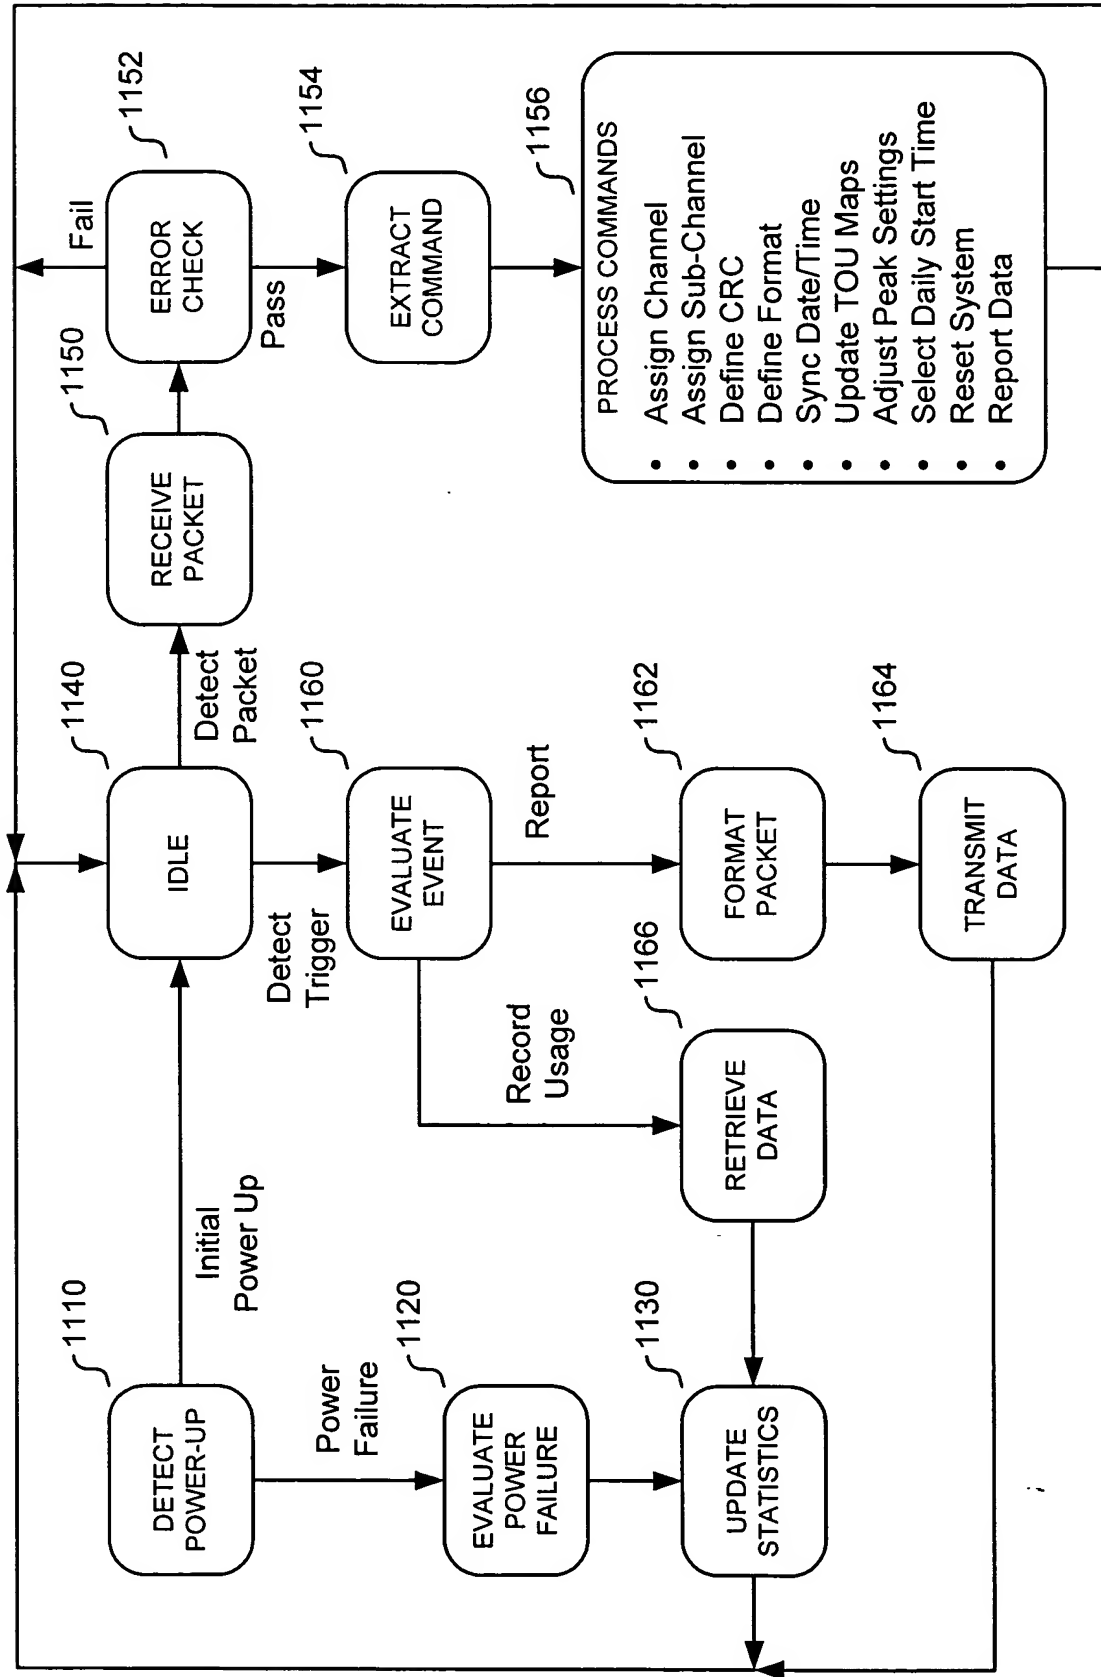 1110
DETECT
POWER-UP
Initial
Power Up
Power
Failure
1120
EVALUATE
POWER
FAILURE
1130
UPDATE
STATISTICS
1140
IDLE
Detect
Packet
Detect
Trigger
1150
RECEIVE
PACKET
1152
ERROR
CHECK
Fail
Pass
1154
EXTRACT
COMMAND
1156
PROCESS COMMANDS
• Assign Channel
• Assign Sub-Channel
• Define CRC
• Define Format
• Sync Date/Time
• Update TOU Maps
• Adjust Peak Settings
• Select Daily Start Time
• Reset System
• Report Data
1160
EVALUATE
EVENT
Report
Record
Usage
1162
FORMAT
PACKET
1164
TRANSMIT
DATA
1166
RETRIEVE
DATA